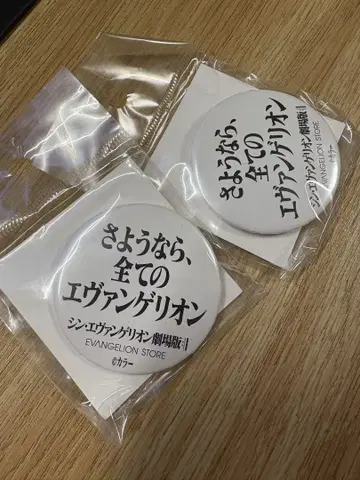 さようなら、
全ての
エヴァンゲリオン
シン・エヴァンゲリオン劇場版𝄇
EVANGELION STORE
©カラー
さようなら、
全ての
エヴァンゲリオン
シン・エヴァンゲリオン劇場版𝄇
EVANGELION STORE
©カラー